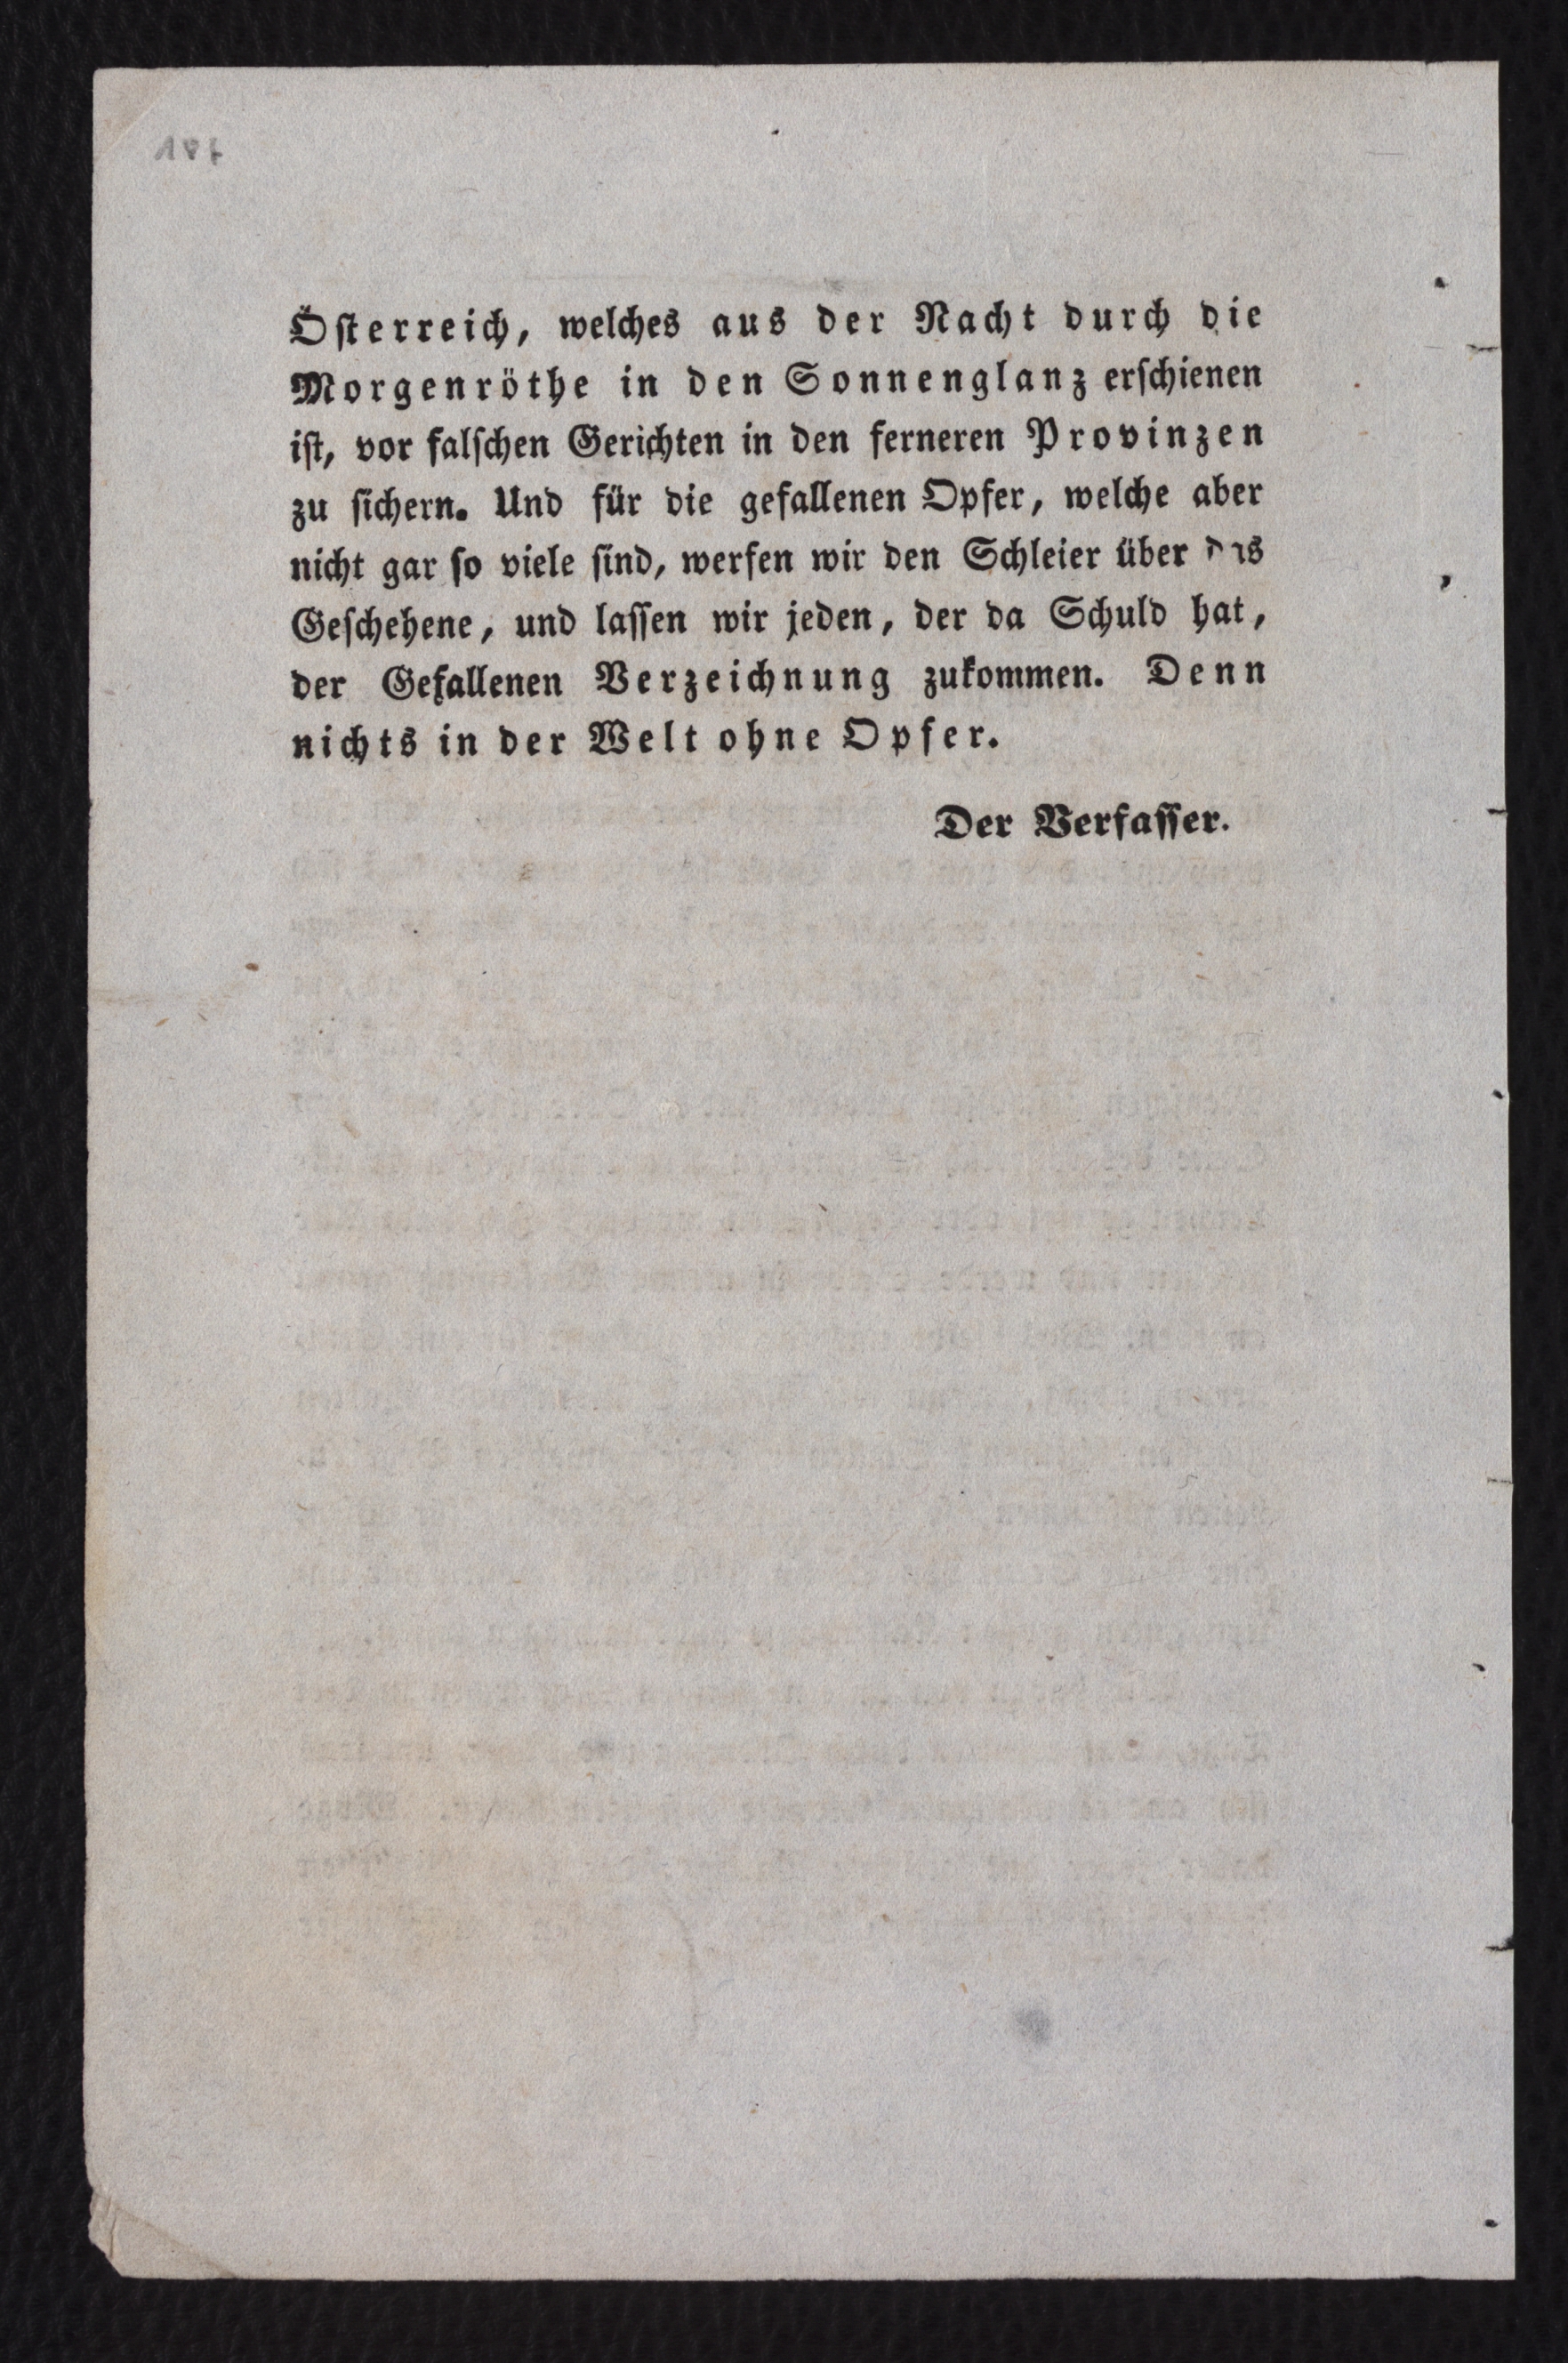 Öſterreich, welches aus der Nacht durch die
Morgenröthe in den Sonnenglanz erſchienen
iſt, vor falſchen Gerichten in den ferneren Provinzen
zu ſichern. Und für die gefallenen Opfer, welche aber
nicht gar ſo viele ſind, werfen wir den Schleier über das
Geſchehene, und laſſen wir jeden, der da Schuld hat,
der Gefallenen Verzeichnung zukommen. Denn
nichts in der Welt ohne Opfer.
Der Verfaſſer.